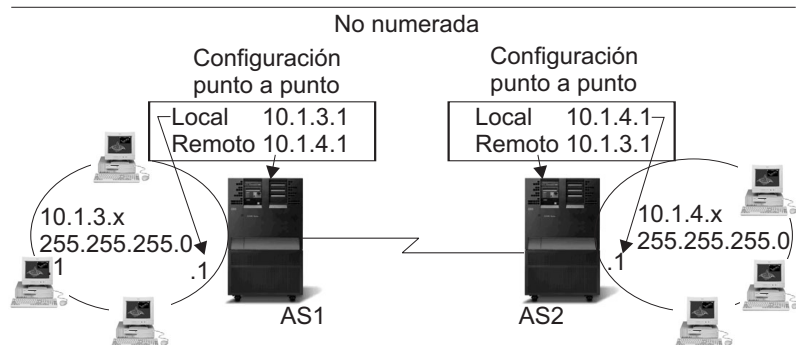 No numerada
Configuración
punto a punto
Local 10.1.3.1
Remoto 10.1.4.1
Configuración
punto a punto
Local 10.1.4.1
Remoto 10.1.3.1
10.1.3.x
255.255.255.0
1
.1
AS1
10.1.4.x
255.255.255.0
.1
AS2